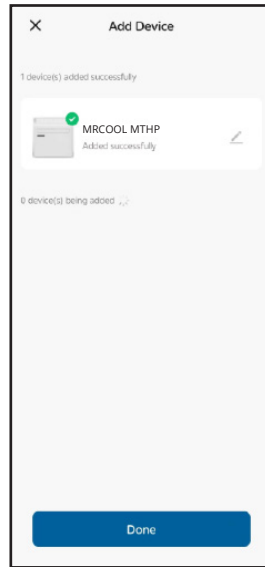 Add Device
1 device(s) added successfully
MRCOOL MTHP
Added successfully
0 device(s) being added
Done